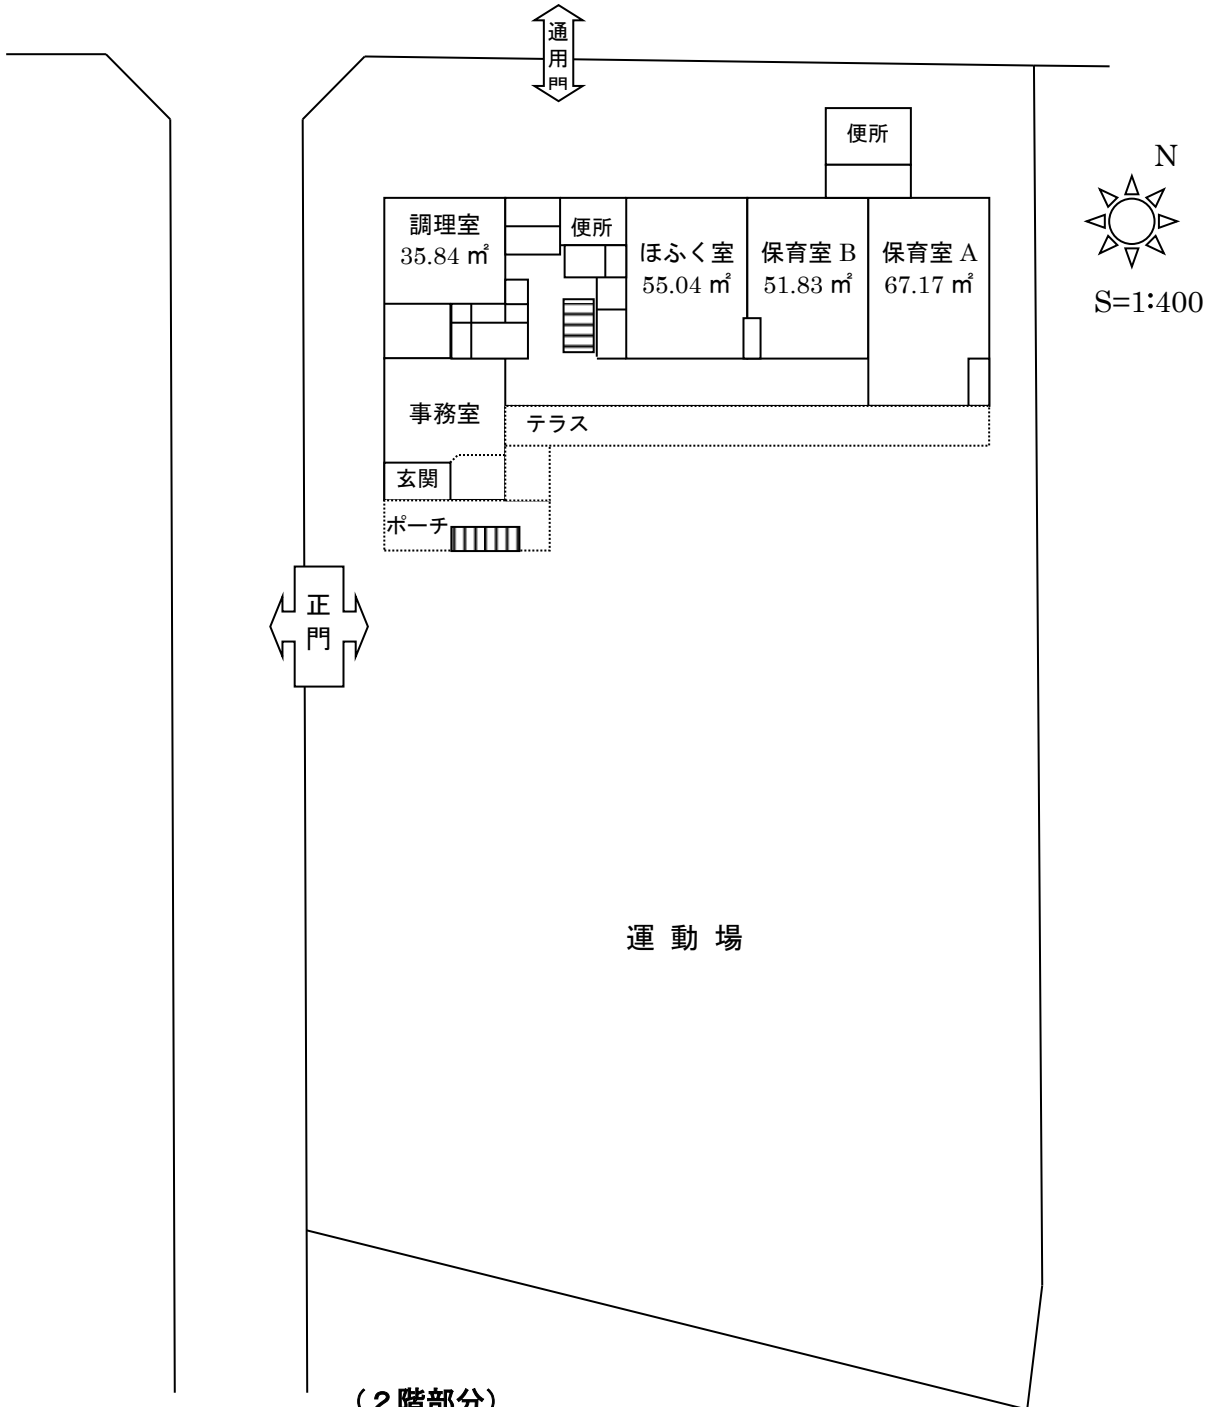 通用門
便所
N
調理室
35.84 ㎡
便所
ほふく室
55.04 ㎡
保育室 B
51.83 ㎡
保育室 A
67.17 ㎡
S=1:400
事務室
テラス
玄関
ポーチ
正門
運 動 場
(2階部分)